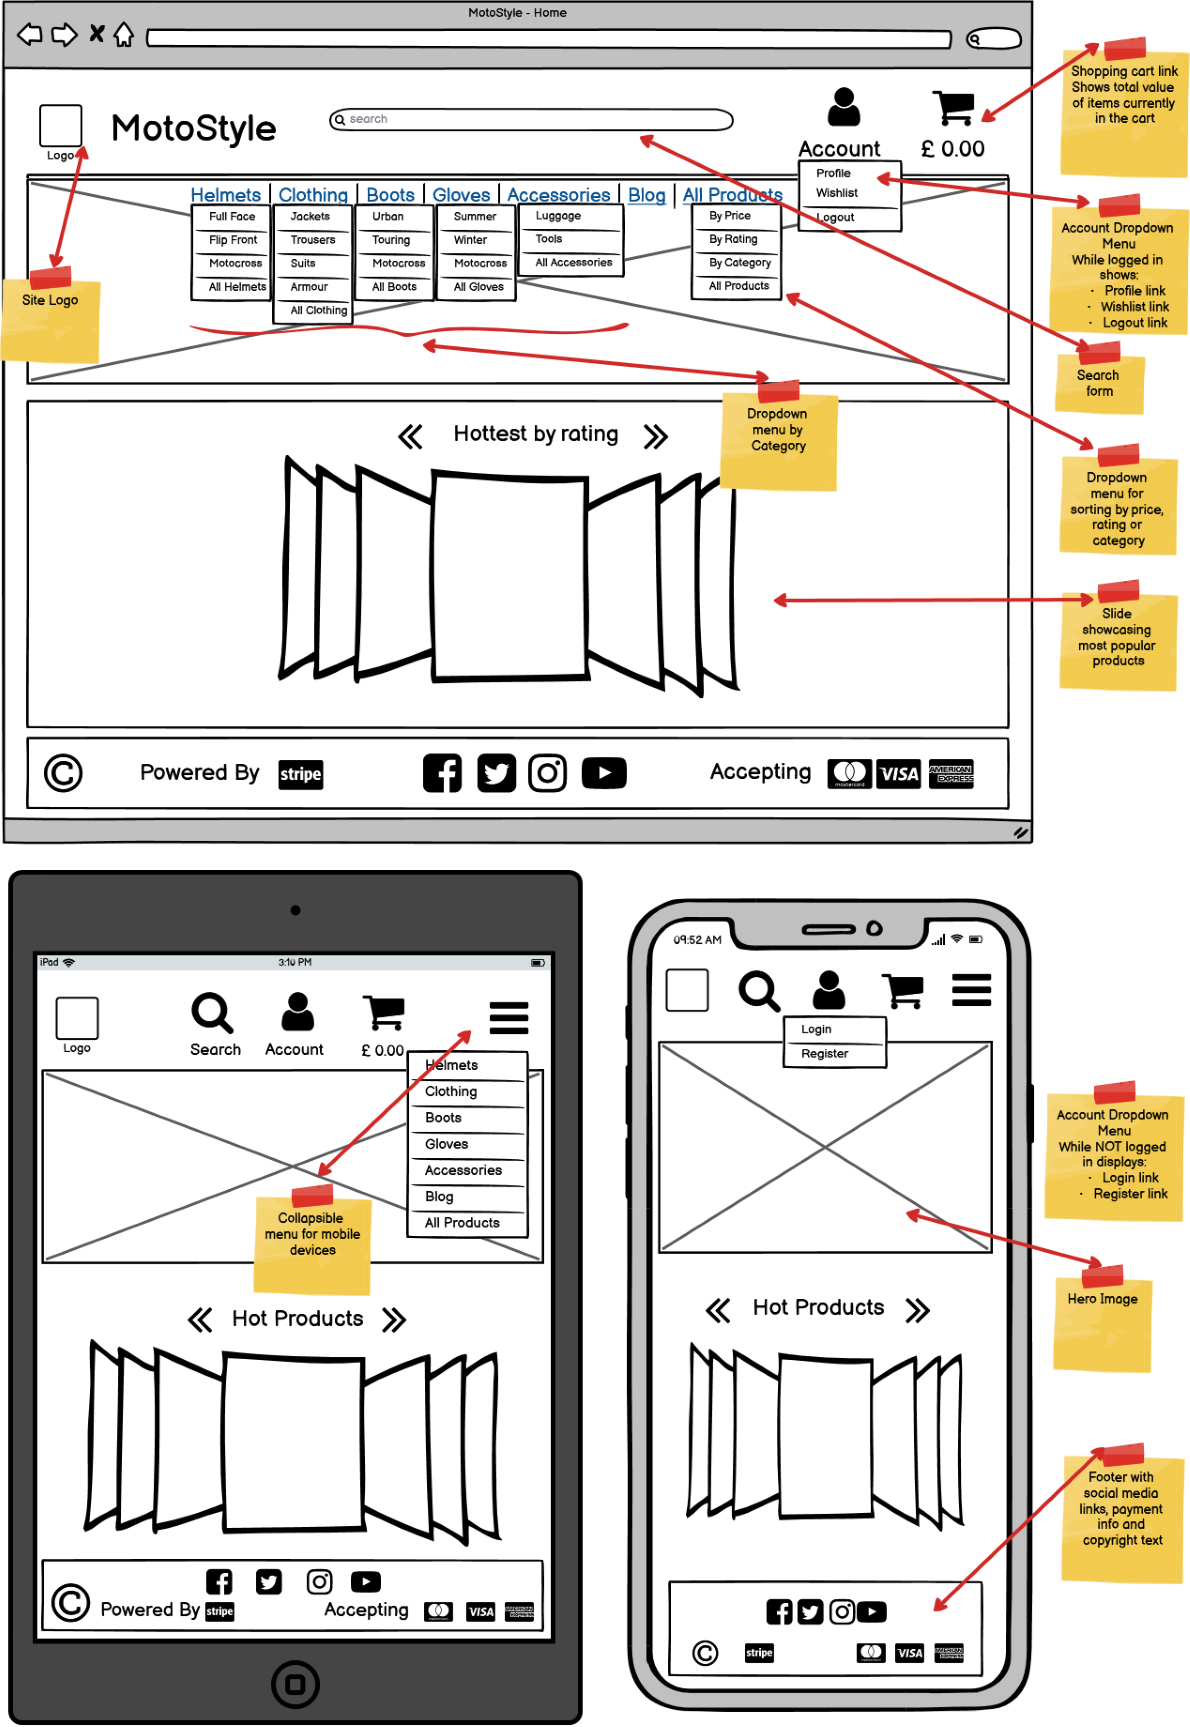 MotoStyle - Home
Logo
MotoStyle
search
Account
£ 0.00
Profile
Wishlist
Logout
Helmets | Clothing | Boots | Gloves | Accessories | Blog | All Products
Full Face
Flip Front
Motocross
All Helmets
Jackets
Trousers
Suits
Armour
All Clothing
Urban
Touring
Motocross
All Boots
Summer
Winter
Motocross
All Gloves
Luggage
Tools
All Accessories
By Price
By Rating
By Category
All Products
Hottest by rating
Powered By stripe
Accepting mastercard VISA AMERICAN EXPRESS
Shopping cart link
Shows total value
of items currently
in the cart
Account Dropdown
Menu
While logged in
shows:
· Profile link
· Wishlist link
· Logout link
Site Logo
Search
form
Dropdown
menu by
Category
Dropdown
menu for
sorting by price,
rating or
category
Slide
showcasing
most popular
products
iPad
3:10 PM
Logo
Search
Account
£ 0.00
Helmets
Clothing
Boots
Gloves
Accessories
Blog
All Products
Collapsible
menu for mobile
devices
Hot Products
Powered By stripe
Accepting
VISA
AMERICAN EXPRESS
09:52 AM
Login
Register
Hot Products
stripe
VISA
AMERICAN EXPRESS
Account Dropdown
Menu
While NOT logged
in displays:
· Login link
· Register link
Hero Image
Footer with
social media
links, payment
info and
copyright text